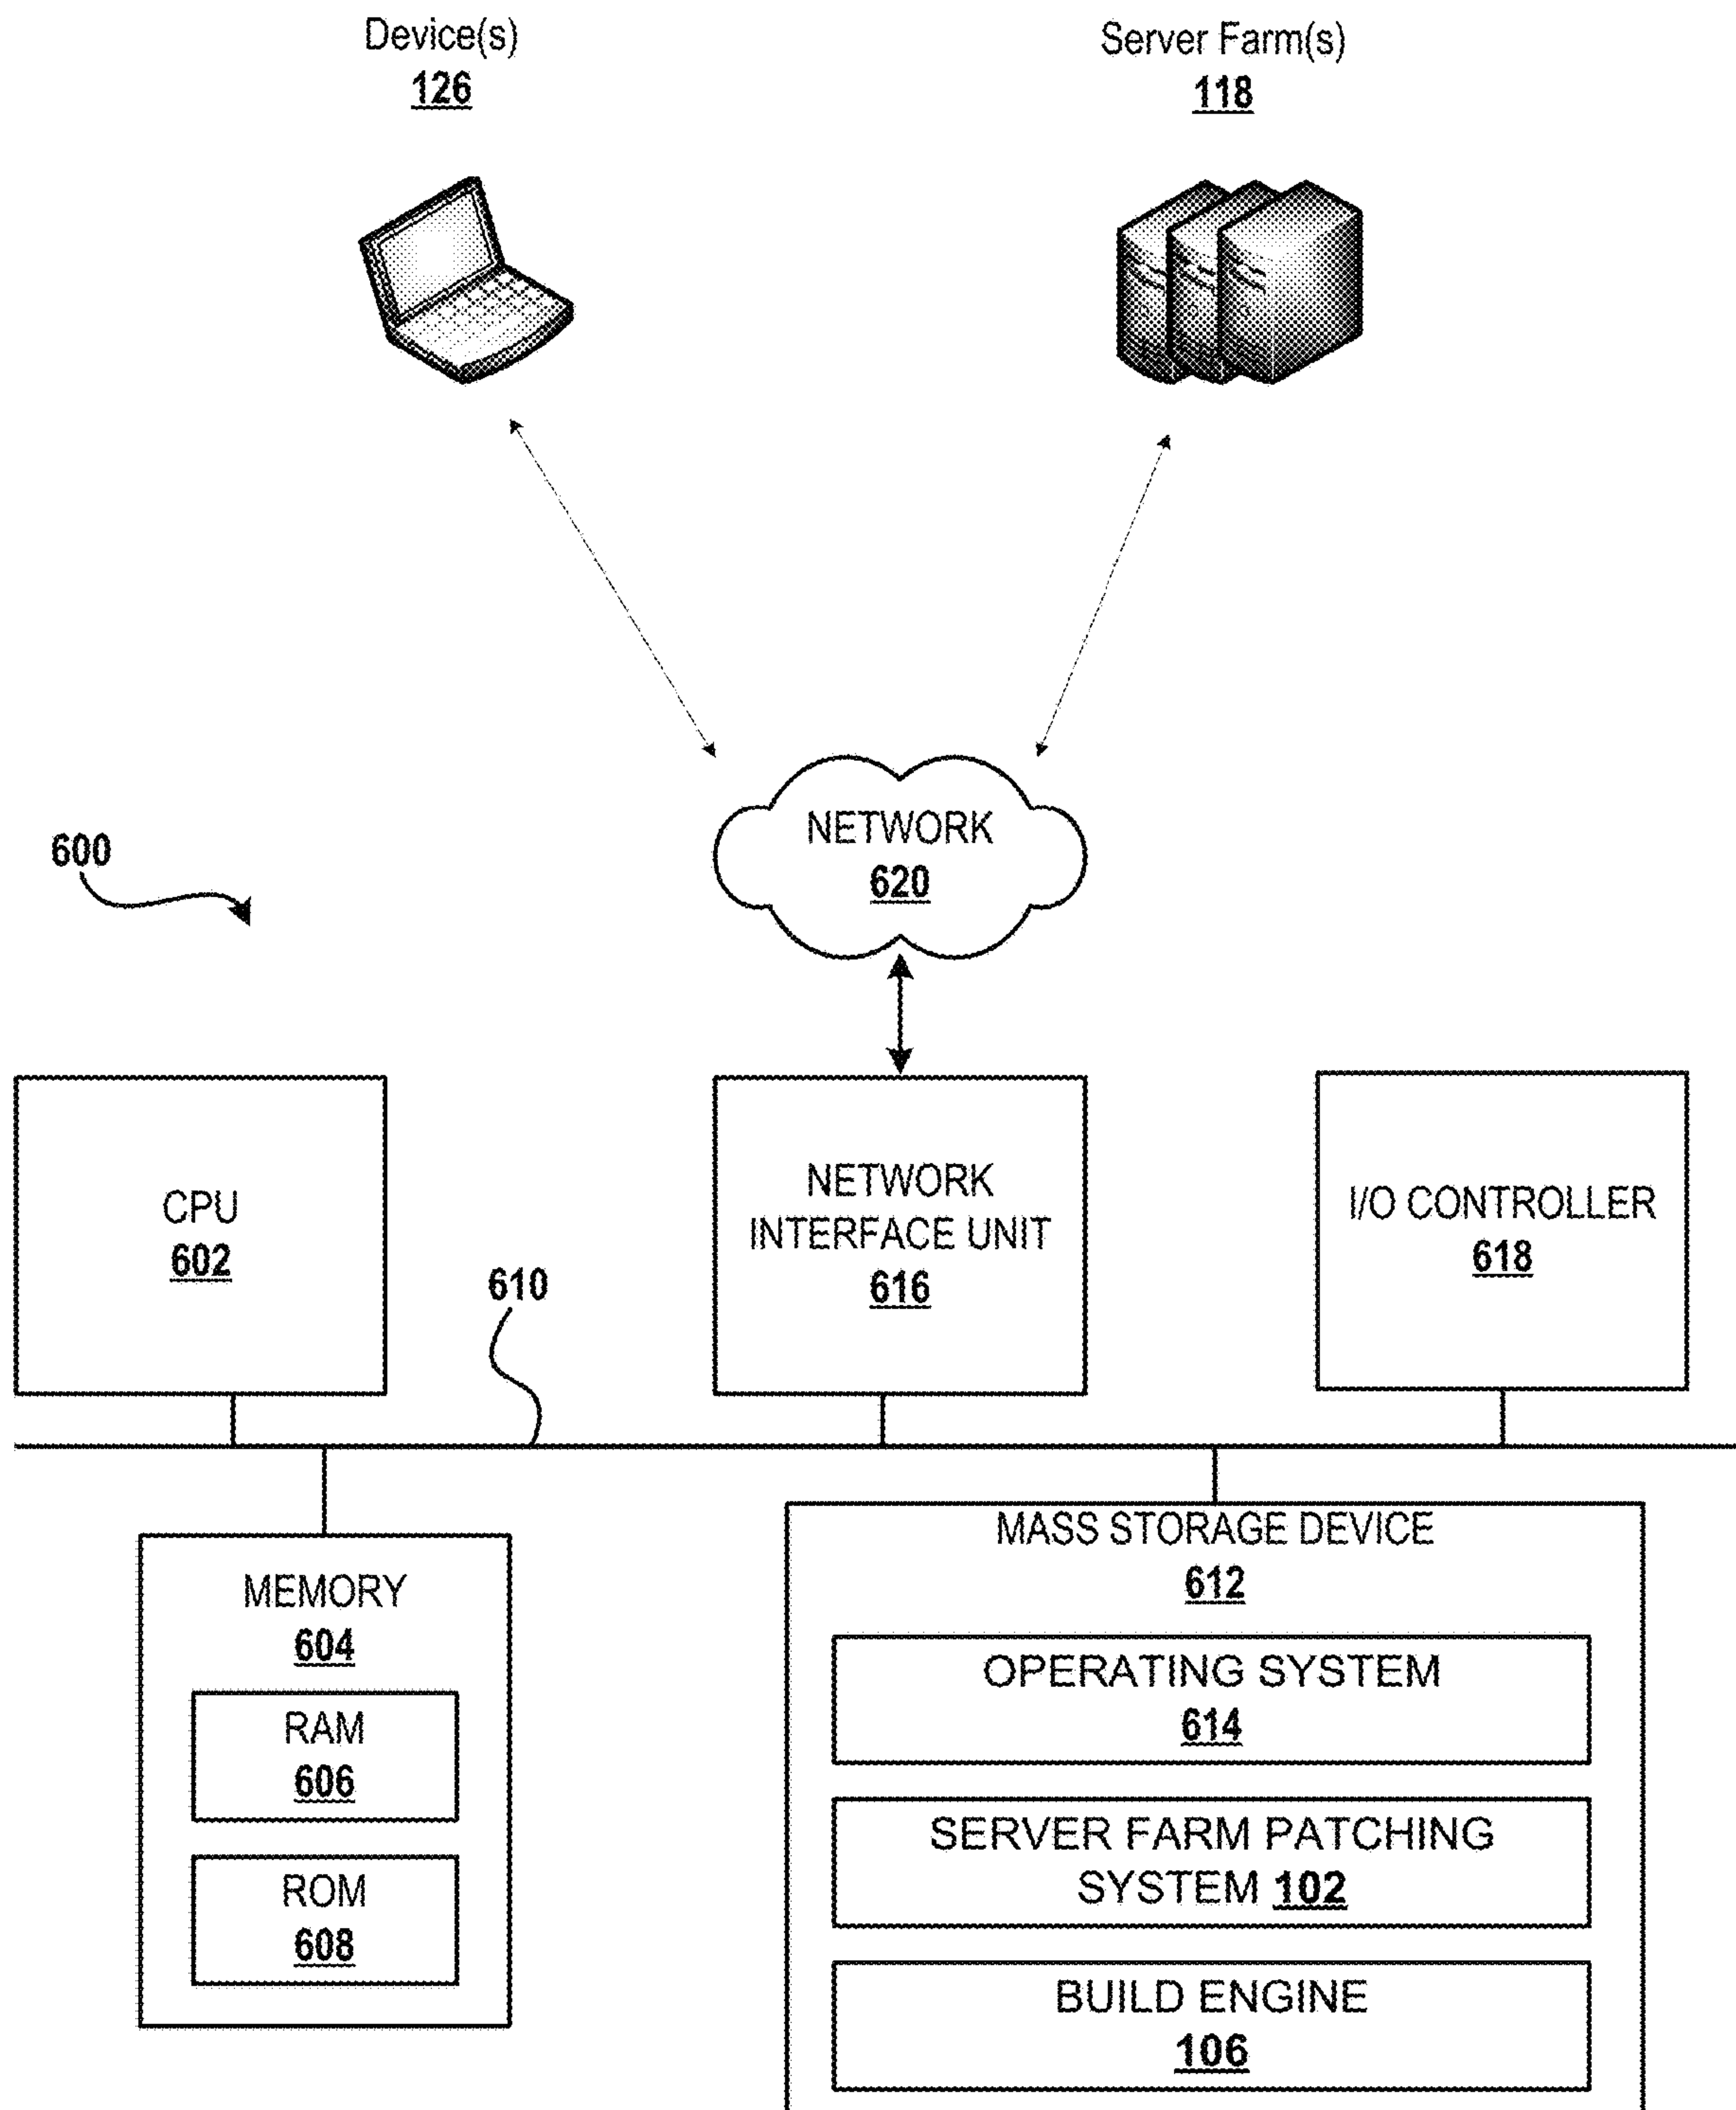 Device(s)
126
Server Farm(s)
118
NETWORK
620
600
CPU
602
NETWORK
INTERFACE UNIT
616
I/O CONTROLLER
618
610
MEMORY
604
RAM
606
ROM
608
MASS STORAGE DEVICE
612
OPERATING SYSTEM
614
SERVER FARM PATCHING
SYSTEM 102
BUILD ENGINE
106